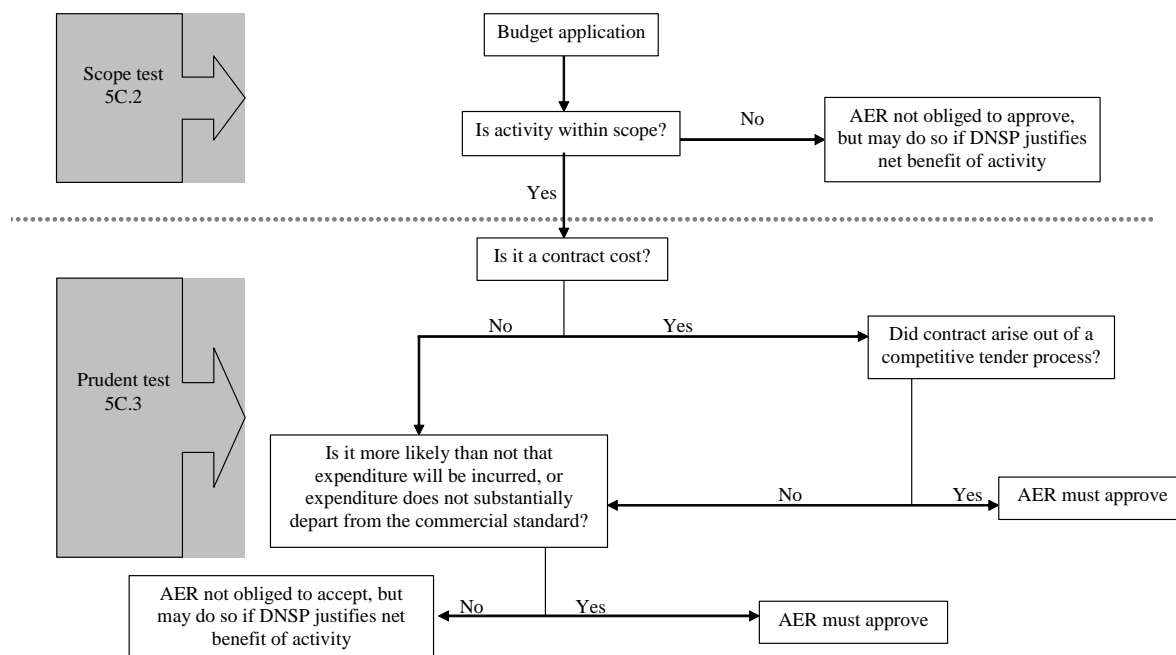 Scope test
5C.2
Budget application
Is activity within scope?
No
AER not obliged to approve,
but may do so if DNSP justifies
net benefit of activity
Yes
Prudent test
5C.3
Is it a contract cost?
No
Yes
Did contract arise out of a
competitive tender process?
Is it more likely than not that
expenditure will be incurred, or
expenditure does not substantially
depart from the commercial standard?
No
Yes
AER must approve
AER not obliged to accept, but
may do so if DNSP justifies net
benefit of activity
No
Yes
AER must approve